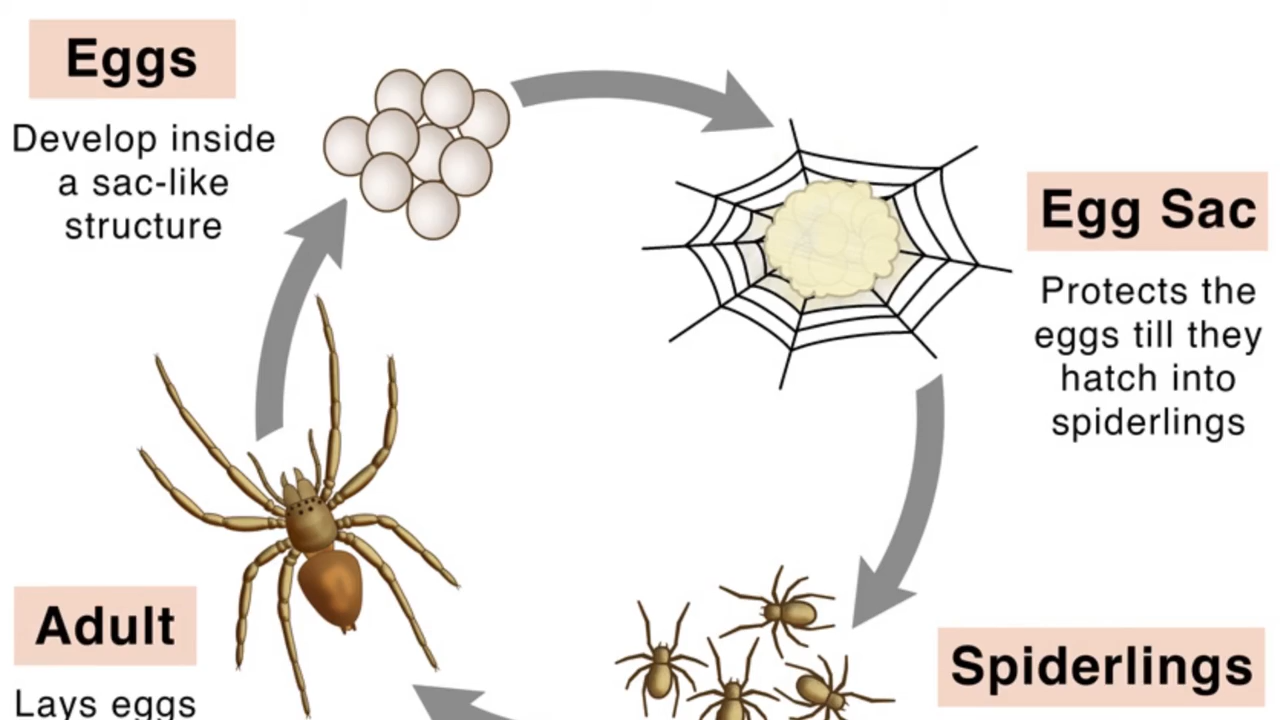 Eggs
Develop inside
a sac-like
structure
Egg Sac
Protects the
eggs till they
hatch into
spiderlings
Adult
Lays eggs
Spiderlings